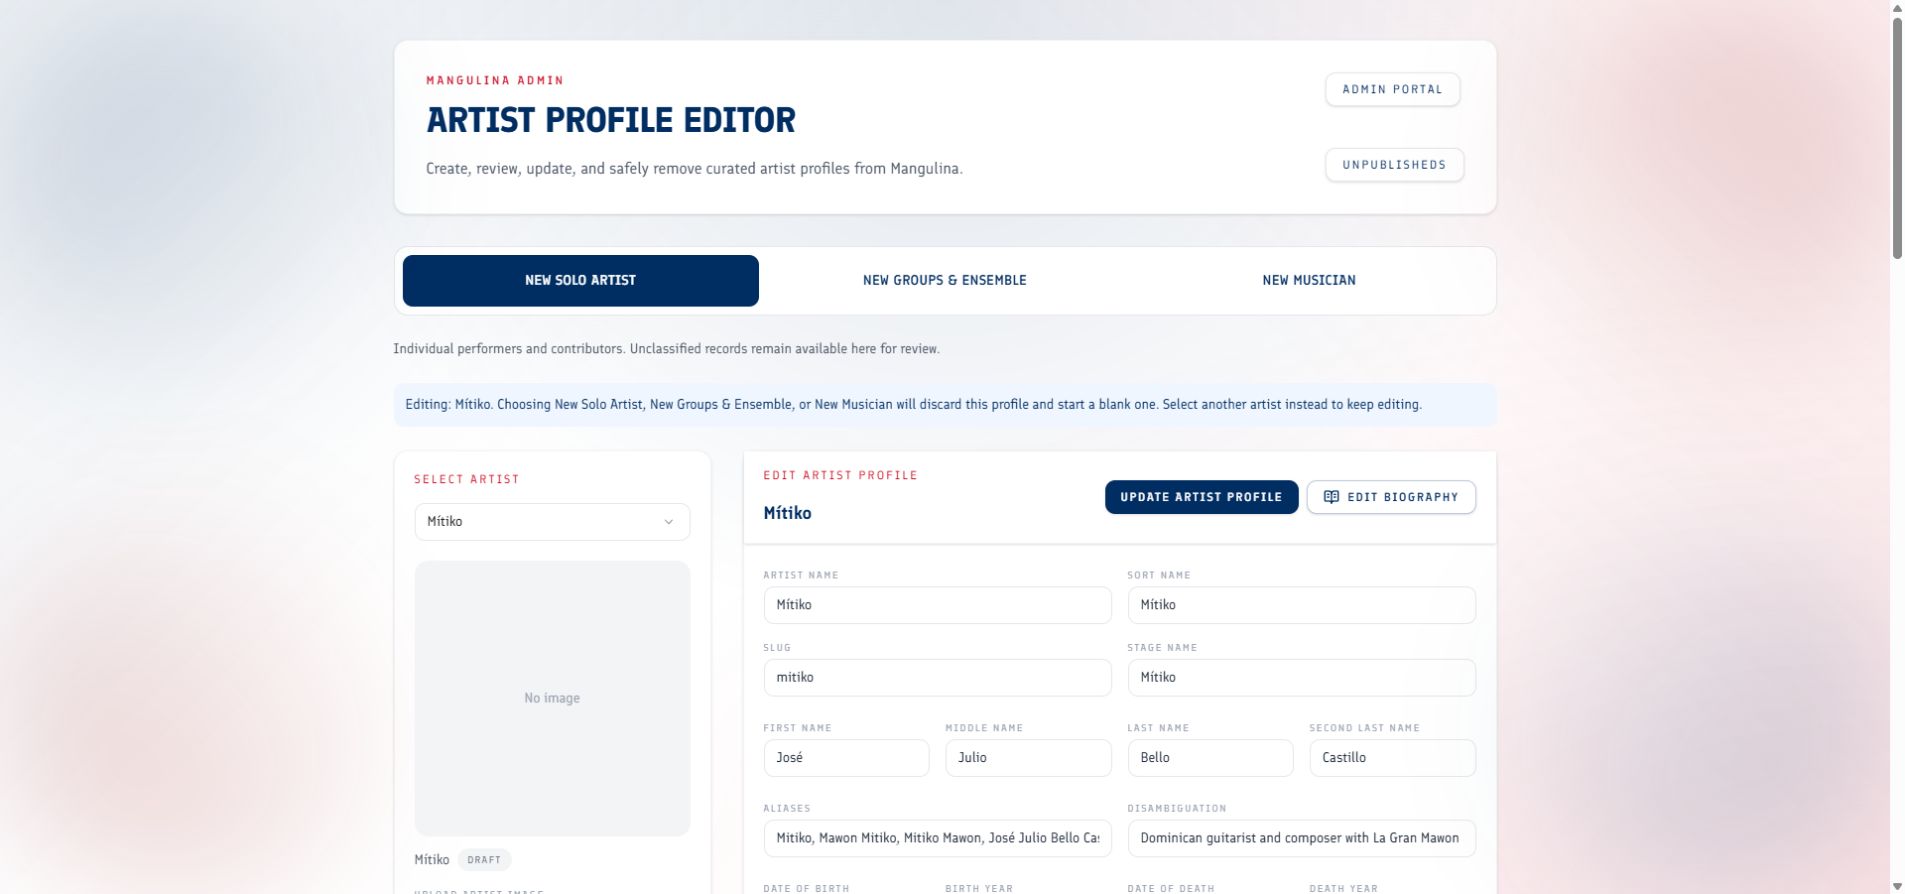 MANGULINA ADMIN
ARTIST PROFILE EDITOR
Create, review, update, and safely remove curated artist profiles from Mangulina.
ADMIN PORTAL
UNPUBLISHEDS
NEW SOLO ARTIST
NEW GROUPS & ENSEMBLE
NEW MUSICIAN
Individual performers and contributors. Unclassified records remain available here for review.
Editing: Mítiko. Choosing New Solo Artist, New Groups & Ensemble, or New Musician will discard this profile and start a blank one. Select another artist instead to keep editing.
SELECT ARTIST
Mítiko
No image
Mítiko DRAFT
UPLOAD ARTIST IMAGE
EDIT ARTIST PROFILE
Mítiko
UPDATE ARTIST PROFILE
EDIT BIOGRAPHY
ARTIST NAME
Mítiko
SORT NAME
Mítiko
SLUG
mitiko
STAGE NAME
Mítiko
FIRST NAME
José
MIDDLE NAME
Julio
LAST NAME
Bello
SECOND LAST NAME
Castillo
ALIASES
Mitiko, Mawon Mitiko, Mitiko Mawon, José Julio Bello Cas
DISAMBIGUATION
Dominican guitarist and composer with La Gran Mawon
DATE OF BIRTH
BIRTH YEAR
DATE OF DEATH
DEATH YEAR